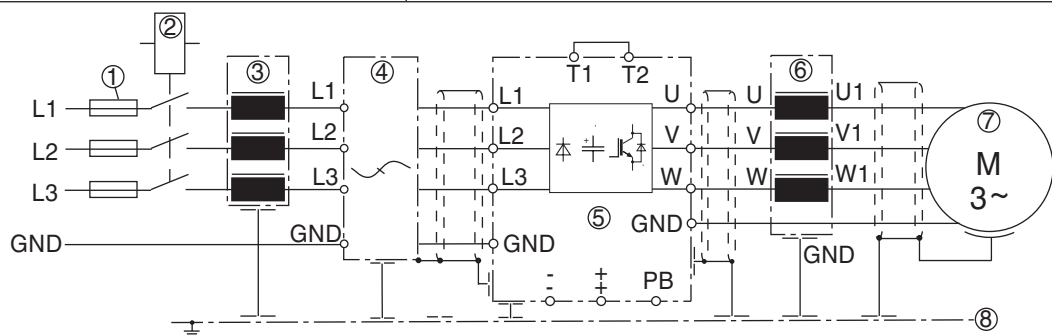 ②
① ③ ④ T1 T2 ⑥
L1 L1 L1 U U U1 ⑦
L2 L2 L2 V V V1 M
L3 L3 L3 W W W1 3~
GND GND GND ⑤ GND GND
- + PB
- +
⑧